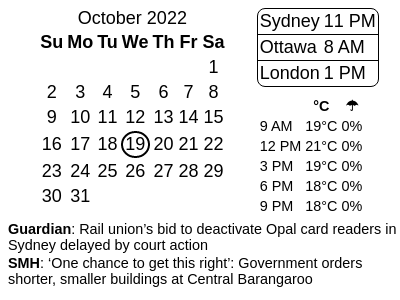 October 2022
Su Mo Tu We Th Fr Sa
1
2 3 4 5 6 7 8
9 10 11 12 13 14 15
16 17 18 19 20 21 22
23 24 25 26 27 28 29
30 31
Sydney 11 PM
Ottawa 8 AM
London 1 PM
°C ☂
9 AM 19°C 0%
12 PM 21°C 0%
3 PM 19°C 0%
6 PM 18°C 0%
9 PM 18°C 0%
Guardian: Rail union’s bid to deactivate Opal card readers in
Sydney delayed by court action
SMH: ‘One chance to get this right’: Government orders
shorter, smaller buildings at Central Barangaroo